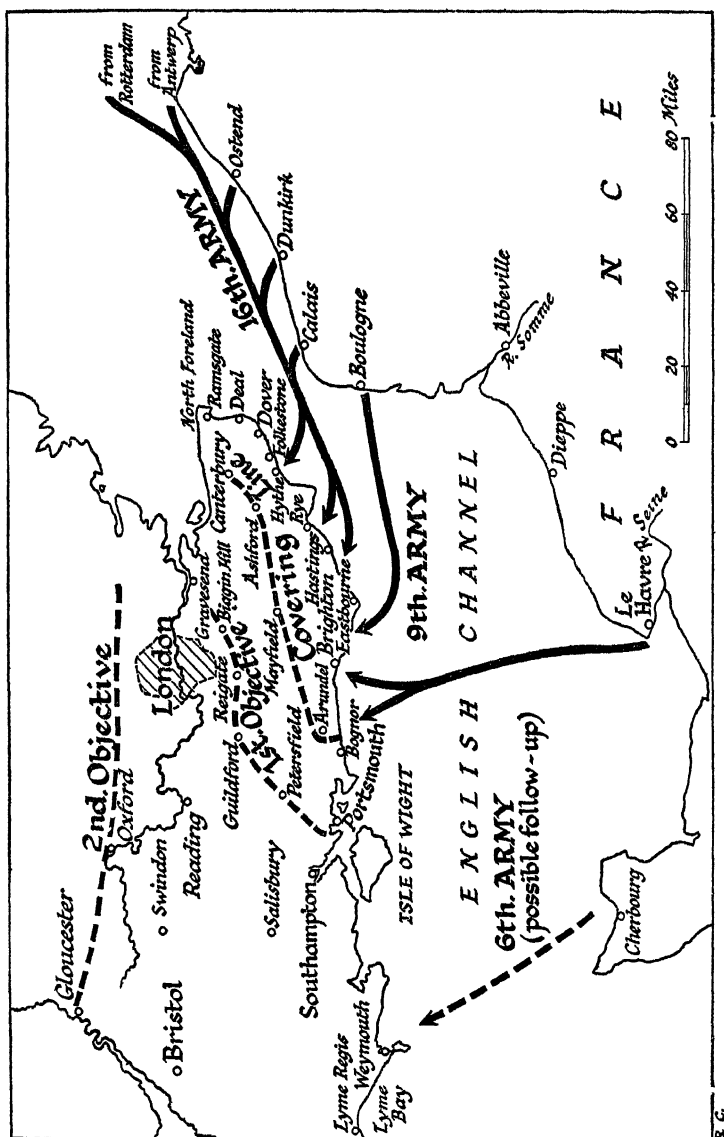 from
Rotterdam
from
Antwerp
Ostend
Dunkirk
Calais
Boulogne
16th. ARMY
North Foreland
Ramsgate
Deal
Dover
Folkestone
Hythe
Rye
Hastings
Eastbourne
Brighton
Canterbury
Ashford
Mayfield
Covering Line
1st. Objective
Gravesend
Biggin Hill
Reigate
Guildford
London
2nd. Objective
Oxford
Gloucester
Swindon
Reading
Bristol
Petersfield
Arundel
Bognor
Portsmouth
Salisbury
Southampton
ISLE OF WIGHT
Lyme Regis
Weymouth
Lyme
Bay
9th. ARMY
ENGLISH CHANNEL
6th. ARMY
(possible follow-up)
Cherbourg
Le
Havre
R. Seine
Dieppe
Abbeville
R. Somme
FRANCE
0 20 40 60 80 Miles